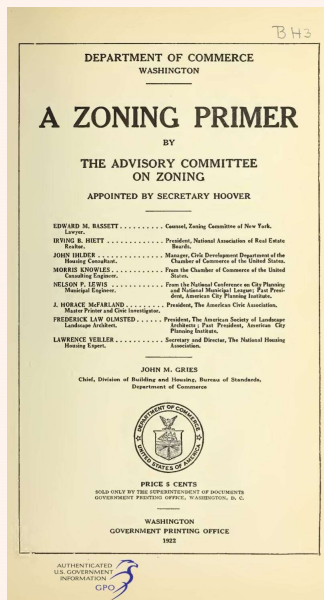 BH3
DEPARTMENT OF COMMERCE
WASHINGTON
A ZONING PRIMER
BY
THE ADVISORY COMMITTEE
ON ZONING
APPOINTED BY SECRETARY HOOVER
EDWARD M. BASSETT . . . . . . . . . . Counsel, Zoning Committee of New York.
Lawyer.
IRVING B. HIETT . . . . . . . . . . . . President, National Association of Real Estate
Realtor. Boards.
JOHN IHLDER . . . . . . . . . . . . . . Manager, Civic Development Department of the
Housing Consultant. Chamber of Commerce of the United States.
MORRIS KNOWLES . . . . . . . . . . . . From the Chamber of Commerce of the United
Consulting Engineer. States.
NELSON P. LEWIS . . . . . . . . . . . . From the National Conference on City Planning
Municipal Engineer. and National Municipal League; Past Presi-
dent, American City Planning Institute.
J. HORACE McFARLAND . . . . . . . . . President, The American Civic Association.
Master Printer and Civic Investigator.
FREDERICK LAW OLMSTED . . . . . . President, The American Society of Landscape
Landscape Architect. Architects; Past President, American City
Planning Institute.
LAWRENCE VEILLER . . . . . . . . . . . Secretary and Director, The National Housing
Housing Expert. Association.
JOHN M. GRIES
Chief, Division of Building and Housing, Bureau of Standards,
Department of Commerce
DEPARTMENT OF COMMERCE
UNITED STATES OF AMERICA
PRICE 5 CENTS
SOLD ONLY BY THE SUPERINTENDENT OF DOCUMENTS
GOVERNMENT PRINTING OFFICE, WASHINGTON, D. C.
WASHINGTON
GOVERNMENT PRINTING OFFICE
1922
AUTHENTICATED
U.S. GOVERNMENT
INFORMATION
GPO